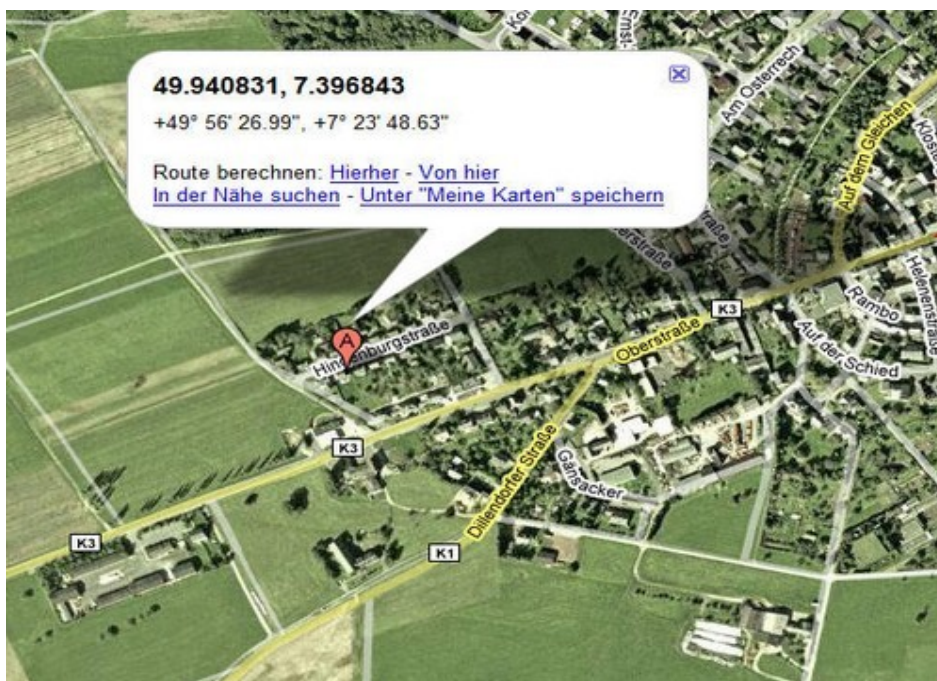 49.940831, 7.396843
+49° 56' 26.99", +7° 23' 48.63"
Route berechnen: Hierher - Von hier
In der Nähe suchen - Unter "Meine Karten" speichern
Am Osterrech
Auf dem Gleichen
K3
Rambo
Helenenstraße
Oberstraße
Auf der Schied
A
Hindenburgstraße
K3
Dillendorfer Straße
Gänsacker
K3
K1